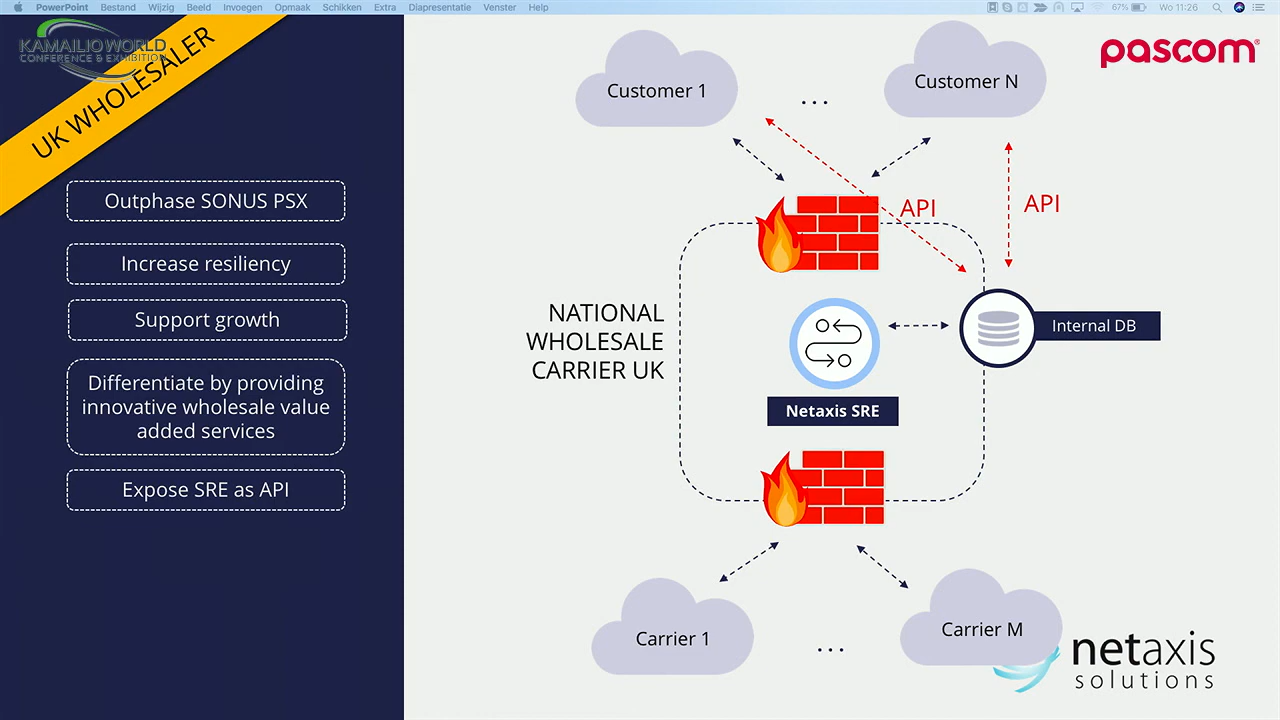 PowerPoint Bestand Wijzig Beeld Invoegen Opmaak Schikken Extra Diapresentatie Venster Help 67% Wo 11:26
KAMAILIO WORLD
CONFERENCE & EXHIBITION
UK WHOLESALER
pascom
Customer 1
...
Customer N
Outphase SONUS PSX
API
API
Increase resiliency
Support growth
NATIONAL
WHOLESALE
CARRIER UK
Internal DB
Differentiate by providing
innovative wholesale value
added services
Netaxis SRE
Expose SRE as API
Carrier 1
...
Carrier M
netaxis
solutions